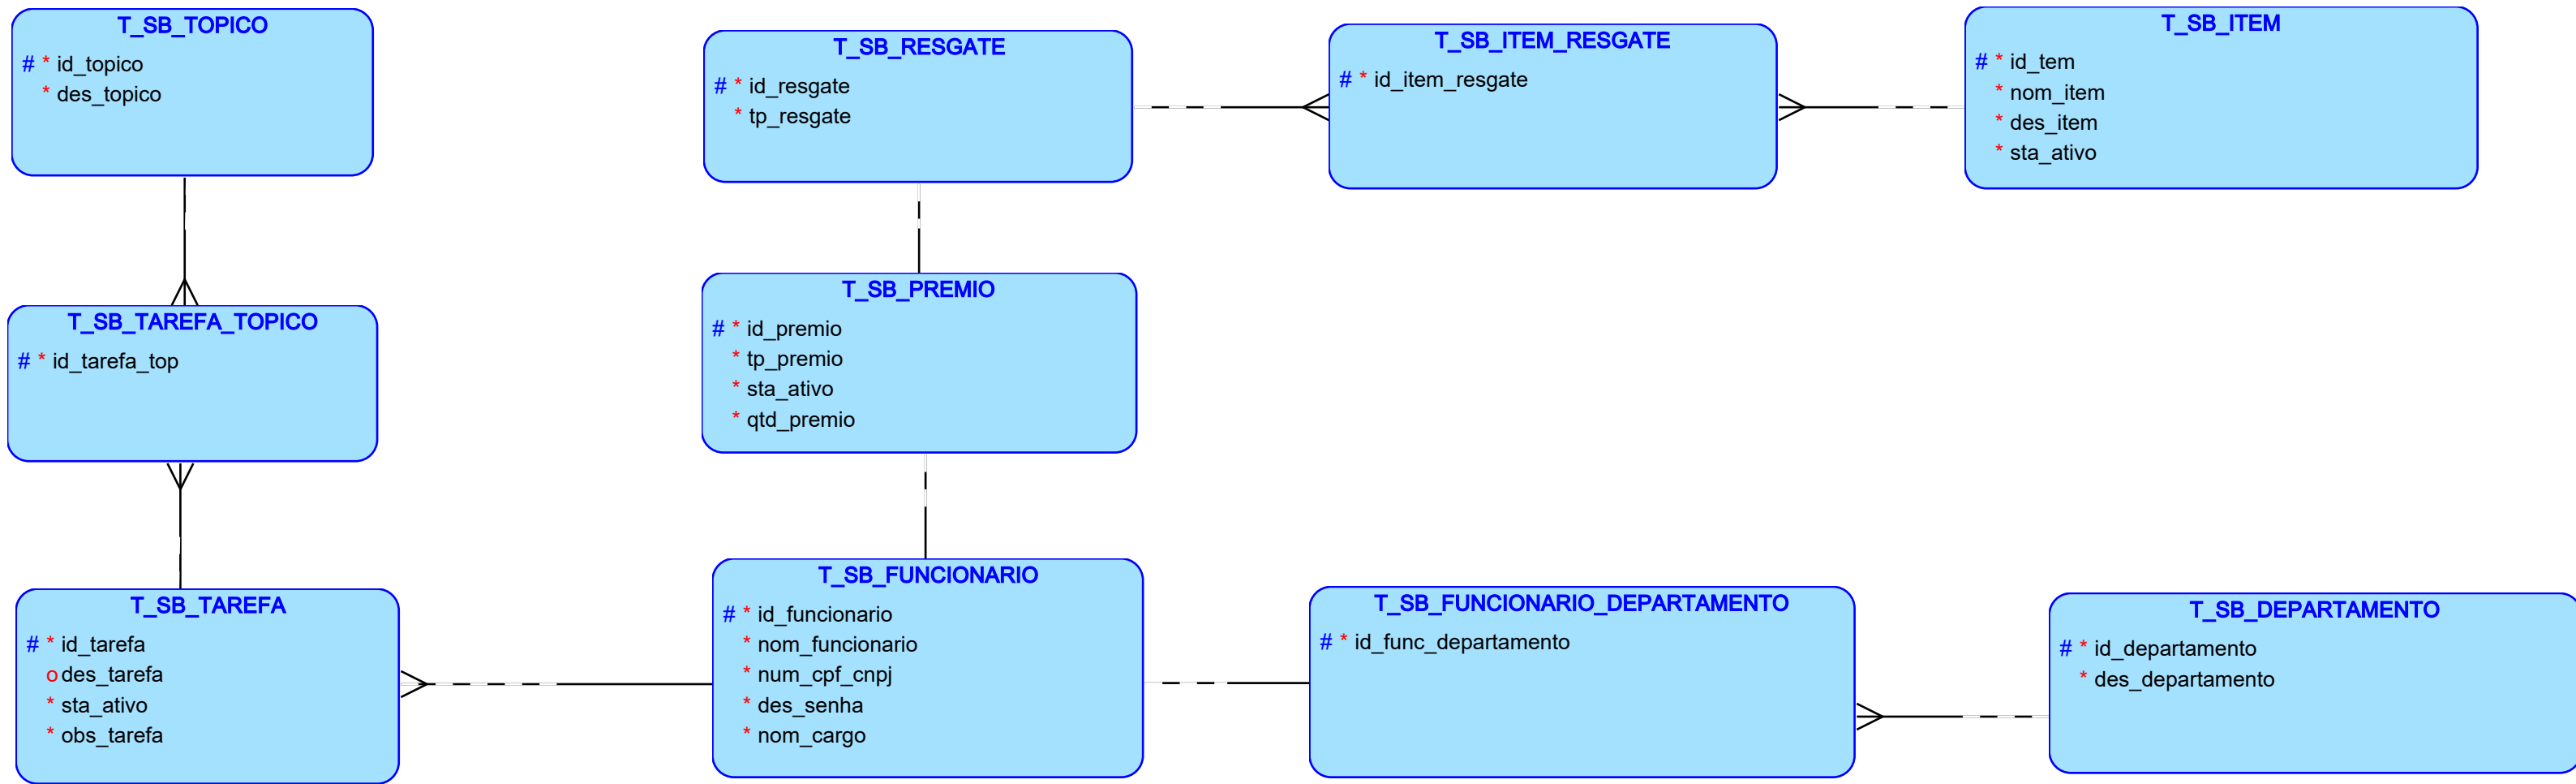 T_SB_TOPICO
# * id_topico
* des_topico
T_SB_RESGATE
# * id_resgate
* tp_resgate
T_SB_ITEM_RESGATE
# * id_item_resgate
T_SB_ITEM
# * id_tem
* nom_item
* des_item
* sta_ativo
T_SB_TAREFA_TOPICO
# * id_tarefa_top
T_SB_PREMIO
# * id_premio
* tp_premio
* sta_ativo
* qtd_premio
T_SB_TAREFA
# * id_tarefa
o des_tarefa
* sta_ativo
* obs_tarefa
T_SB_FUNCIONARIO
# * id_funcionario
* nom_funcionario
* num_cpf_cnpj
* des_senha
* nom_cargo
T_SB_FUNCIONARIO_DEPARTAMENTO
# * id_func_departamento
T_SB_DEPARTAMENTO
# * id_departamento
* des_departamento